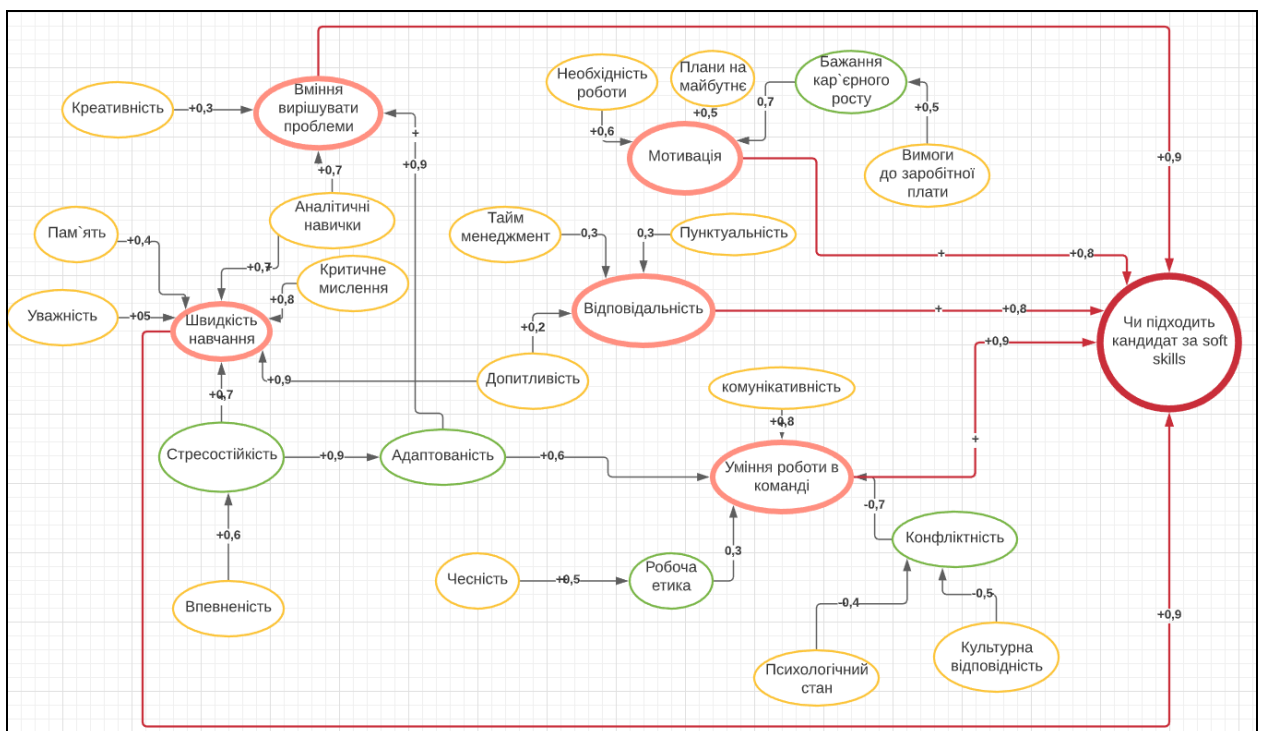 Вміння
вирішувати
проблеми
Креативність
+0,3
+0,7
Аналітичні
навички
+
+0,9
Необхідність
роботи
+0,6
Плани на
майбутнє
+0,5
0,7
Бажання
кар`єрного
росту
+0,5
Вимоги
до заробітної
плати
Мотивація
+0,9
Пам`ять
+0,4
+0,7
Критичне
мислення
+0,8
Уважність
+05
Швидкість
навчання
Тайм
менеджмент
0,3
0,3
Пунктуальність
+
+0,8
Відповідальність
+
+0,8
+0,2
Допитливість
+0,9
+0,9
Чи підходить
кандидат за soft
skills
+0,7
комунікативність
+0,8
+
Стресостійкість
+0,9
Адаптованість
+0,6
Уміння роботи в
команді
-0,7
Конфліктність
+0,6
Впевненість
Чесність
+0,5
Робоча
етика
0,3
-0,4
-0,5
Психологічний
стан
Культурна
відповідність
+0,9